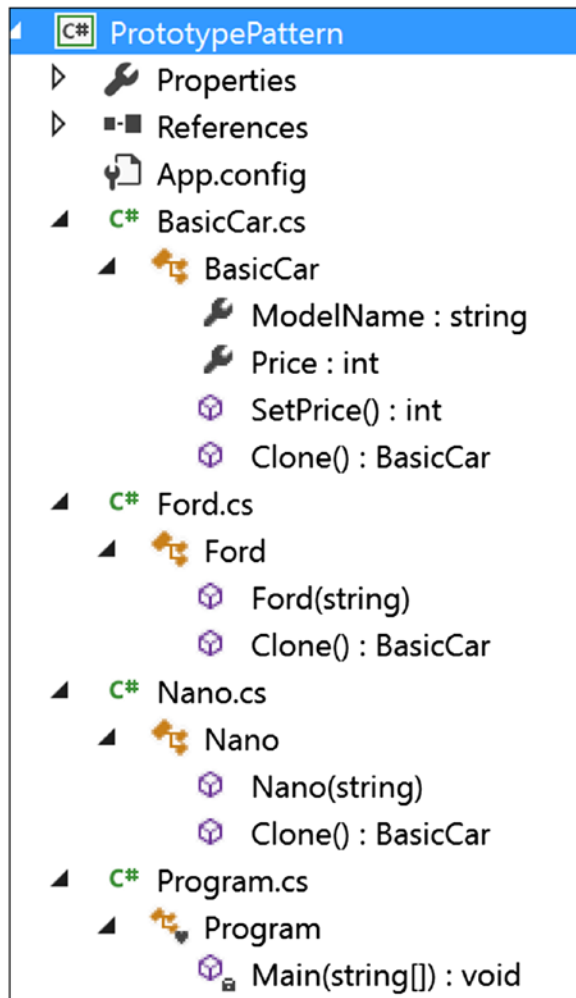 C# PrototypePattern
Properties
References
App.config
C# BasicCar.cs
BasicCar
ModelName : string
Price : int
SetPrice() : int
Clone() : BasicCar
C# Ford.cs
Ford
Ford(string)
Clone() : BasicCar
C# Nano.cs
Nano
Nano(string)
Clone() : BasicCar
C# Program.cs
Program
Main(string[]) : void